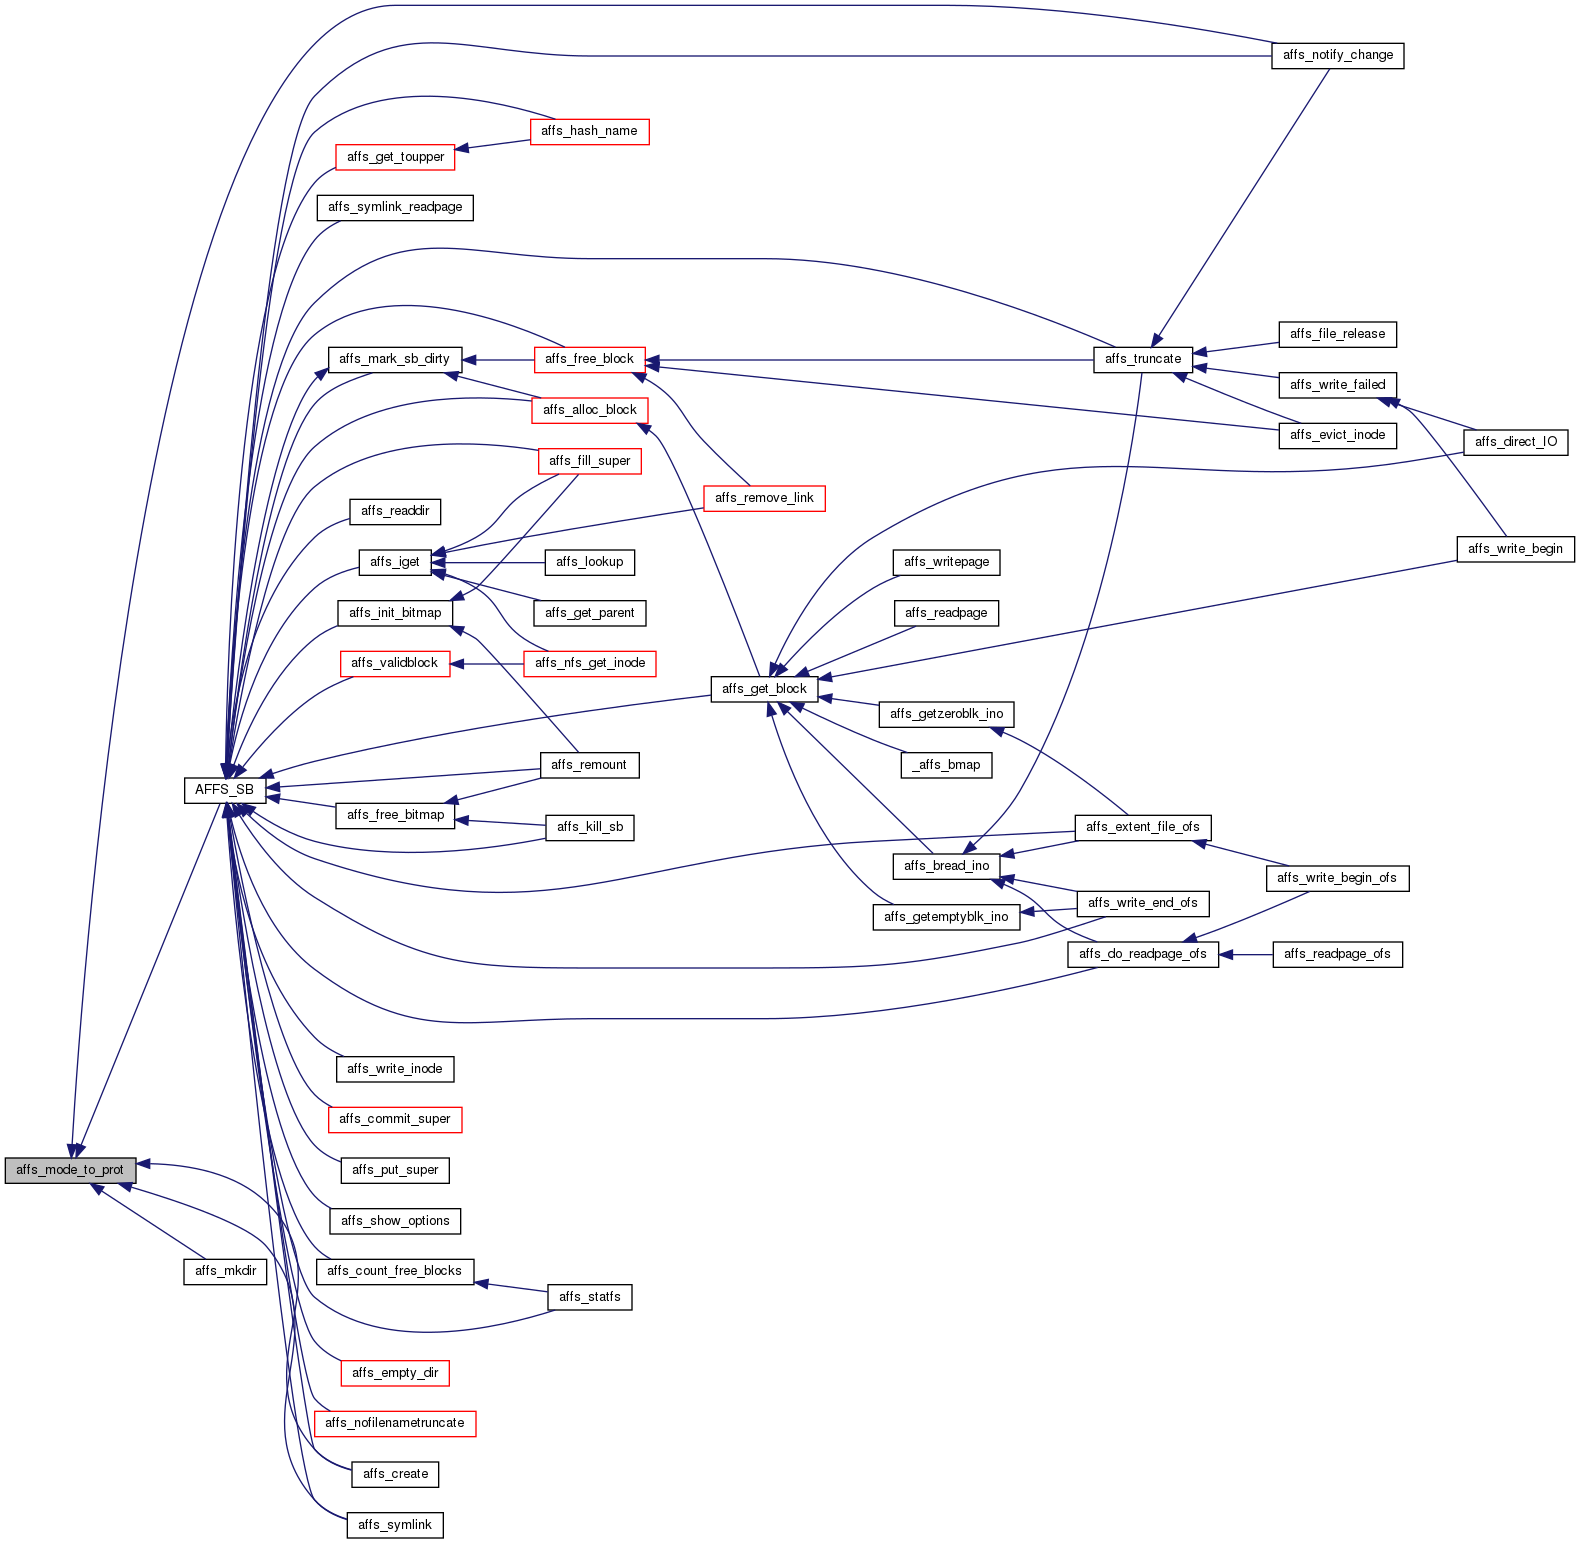 affs_notify_change
affs_hash_name
affs_get_toupper
affs_symlink_readpage
affs_file_release
affs_mark_sb_dirty
affs_free_block
affs_truncate
affs_write_failed
affs_alloc_block
affs_evict_inode
affs_direct_IO
affs_fill_super
affs_remove_link
affs_readdir
affs_write_begin
affs_iget
affs_lookup
affs_writepage
affs_init_bitmap
affs_get_parent
affs_readpage
affs_validblock
affs_nfs_get_inode
affs_get_block
affs_getzeroblk_ino
affs_remount
_affs_bmap
AFFS_SB
affs_free_bitmap
affs_kill_sb
affs_extent_file_ofs
affs_bread_ino
affs_write_begin_ofs
affs_write_end_ofs
affs_getemptyblk_ino
affs_do_readpage_ofs
affs_readpage_ofs
affs_write_inode
affs_commit_super
affs_mode_to_prot
affs_put_super
affs_show_options
affs_mkdir
affs_count_free_blocks
affs_statfs
affs_empty_dir
affs_nofilenametruncate
affs_create
affs_symlink